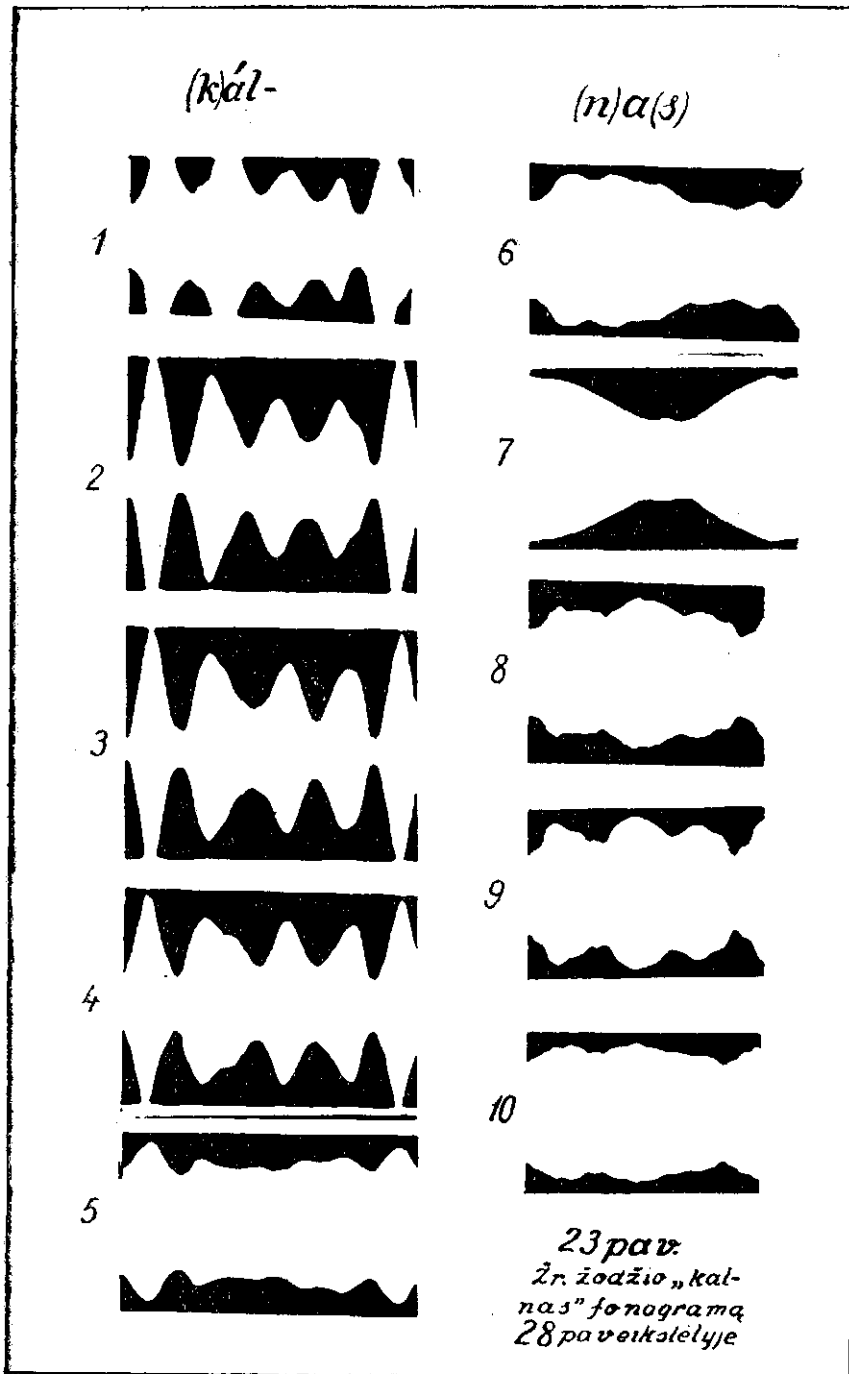 (k)ál-
1
2
3
4
5
(n)a(s)
6
7
8
9
10
23 pav.
Žr. žodžio „kal-
nas" fonogramą
28 paveikslėlyje